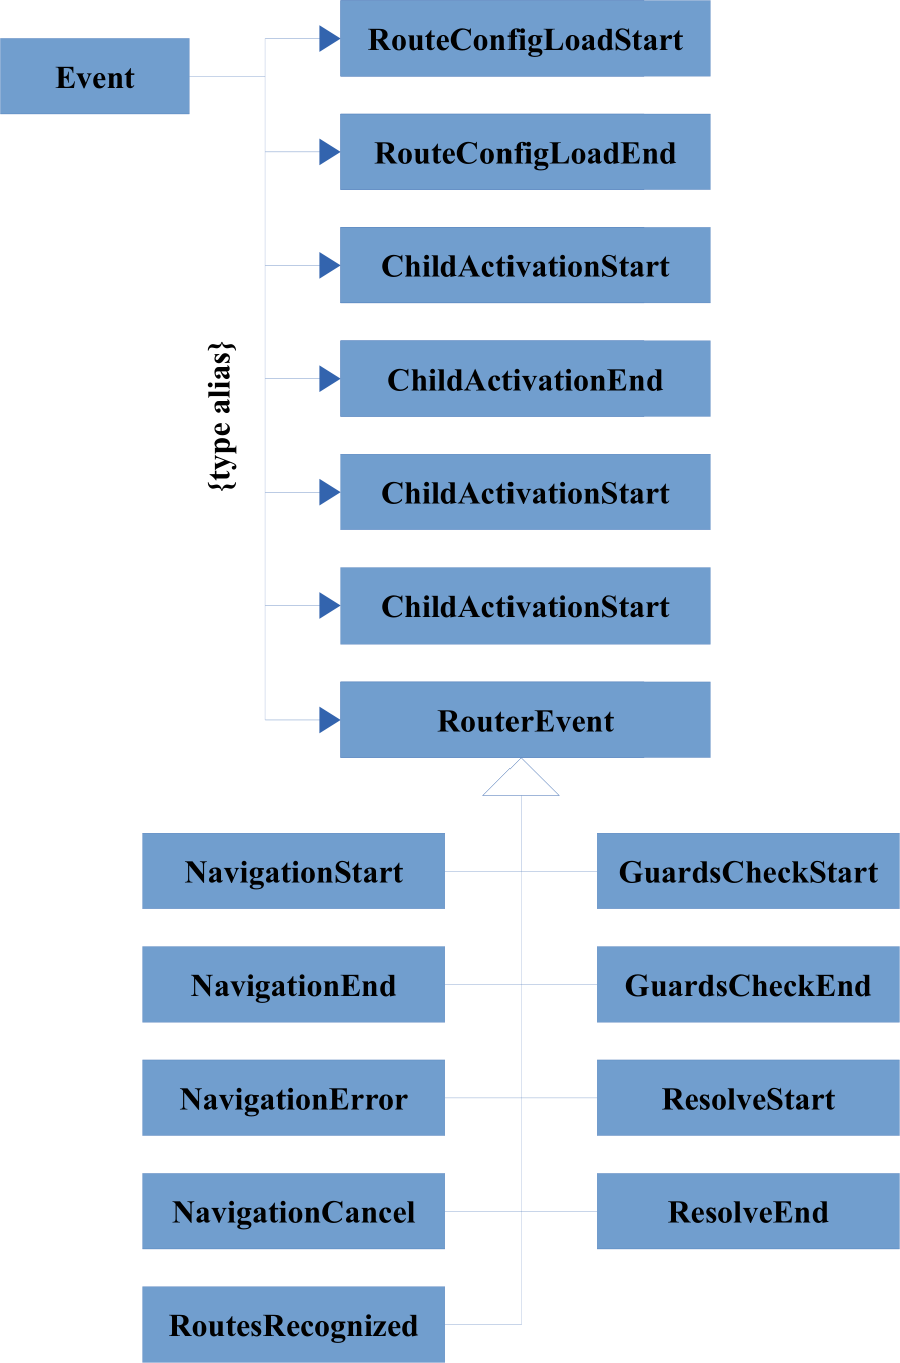 Event
RouteConfigLoadStart
RouteConfigLoadEnd
ChildActivationStart
ChildActivationEnd
{type alias}
ChildActivationStart
ChildActivationStart
RouterEvent
NavigationStart
GuardsCheckStart
NavigationEnd
GuardsCheckEnd
NavigationError
ResolveStart
NavigationCancel
ResolveEnd
RoutesRecognized